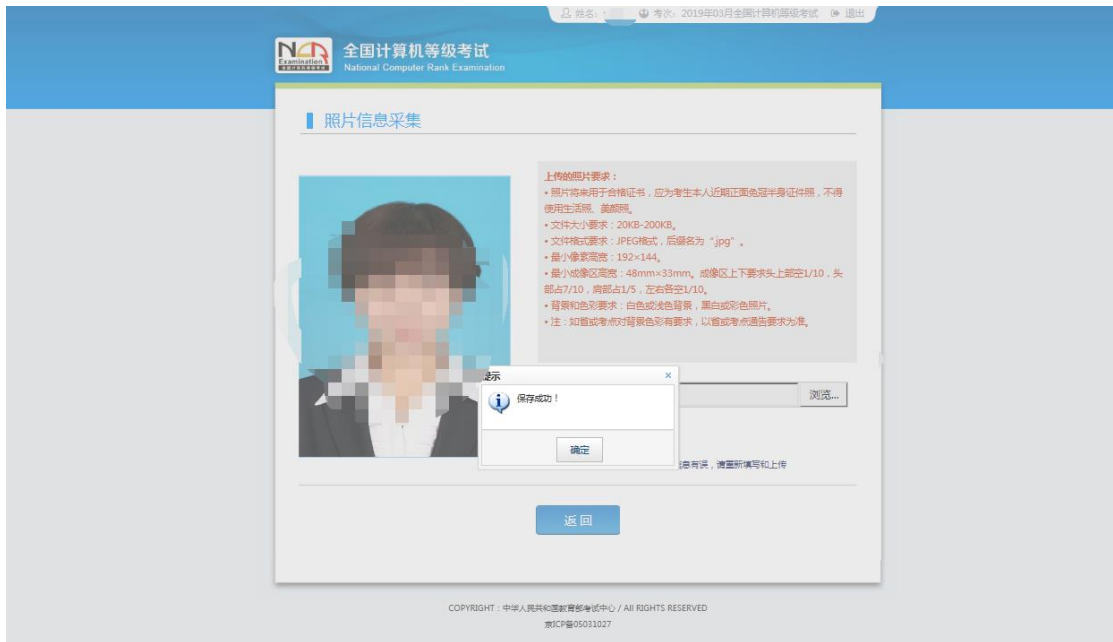 姓名：
考次：2019年03月全国计算机等级考试
退出
NCR
Examination
全国计算机等级考试
全国计算机等级考试
National Computer Rank Examination
照片信息采集
上传的照片要求：
• 照片将来用于合格证书，应为考生本人近期正面免冠半身证件照，不得
使用生活照、美颜照。
• 文件大小要求：20KB-200KB。
• 文件格式要求：JPEG格式，后缀名为“.jpg”。
• 最小像素高宽：192×144。
• 最小成像区高宽：48mm×33mm。成像区上下要求头上部空1/10，头
部占7/10，肩部占1/5，左右各空1/10。
• 背景和色彩要求：白色或浅色背景，黑白或彩色照片。
• 注：如省或考点对背景色彩有要求，以省或考点通告要求为准。
提示
×
保存成功！
浏览...
确定
息有误，请重新填写和上传
返回
COPYRIGHT：中华人民共和国教育部考试中心 / All RIGHTS RESERVED
京ICP备05031027